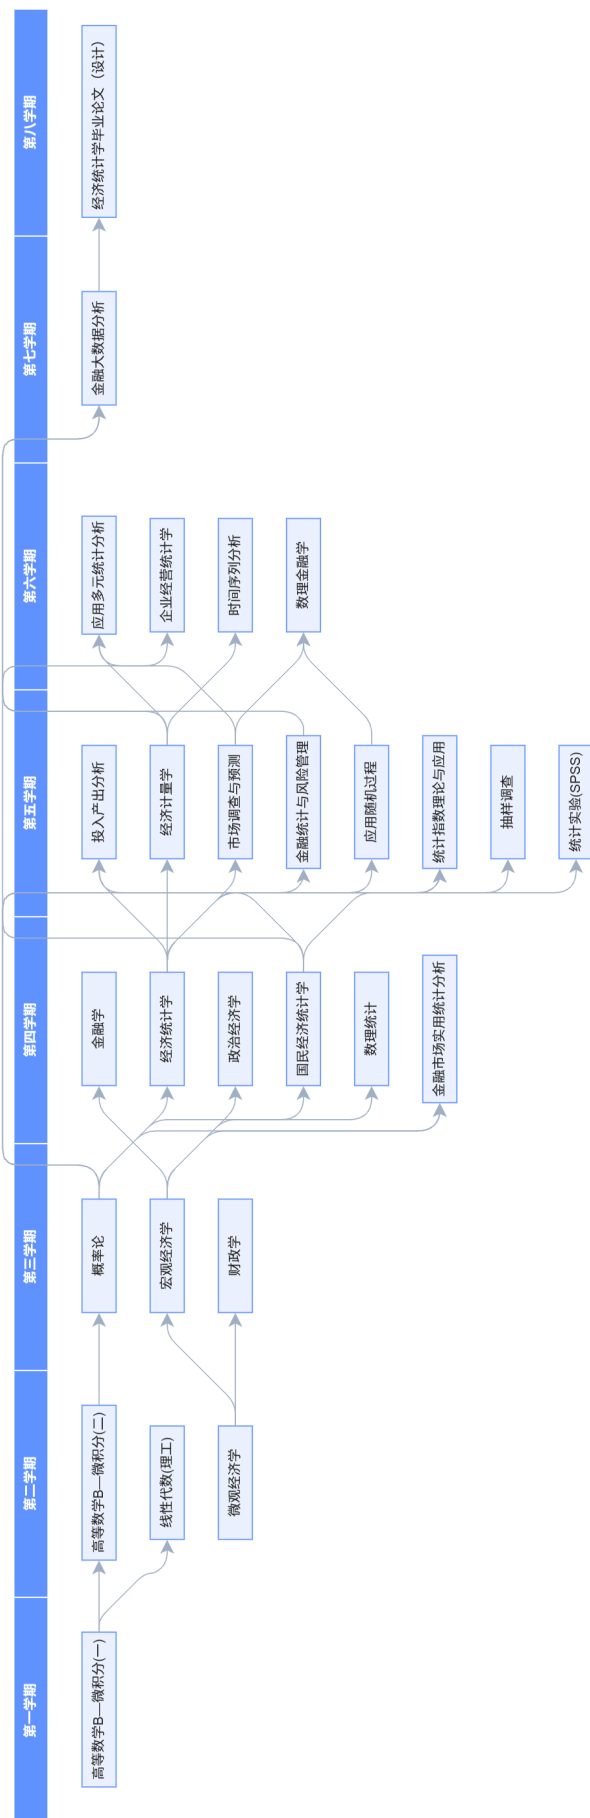 第一学期
高等数学B—微积分(一)
第二学期
高等数学B—微积分(二)
线性代数(理工)
微观经济学
第三学期
概率论
宏观经济学
财政学
第四学期
金融学
经济统计学
政治经济学
国民经济统计学
数理统计
金融市场实用统计分析
第五学期
投入产出分析
经济计量学
市场调查与预测
金融统计与风险管理
应用随机过程
统计指数理论与应用
抽样调查
统计实验(SPSS)
第六学期
应用多元统计分析
企业经营统计学
时间序列分析
数理金融学
第七学期
金融大数据分析
第八学期
经济统计学毕业论文（设计）